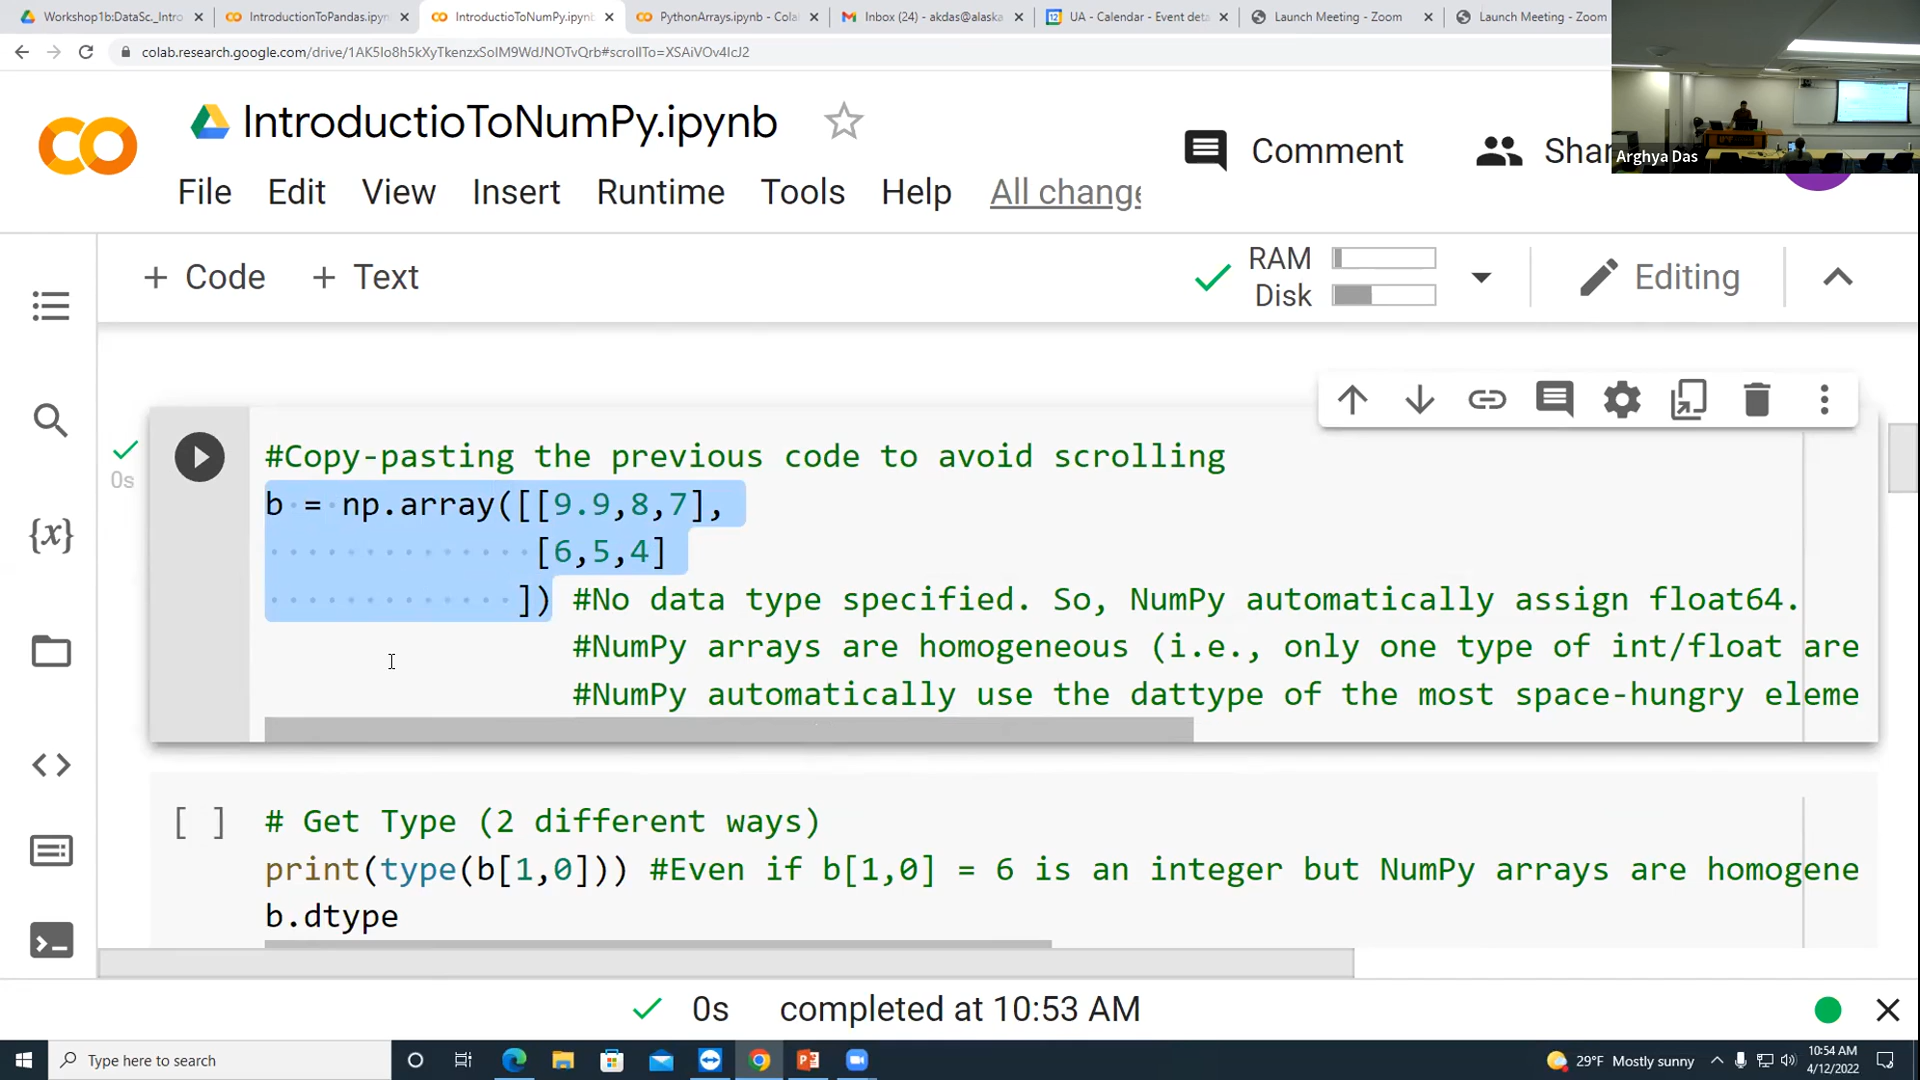 Workshop1b:DataSc._Intro
IntroductionToPandas.ipyn
IntroductioToNumPy.ipynb
PythonArrays.ipynb - Cola
Inbox (24) - akdas@alaska
UA - Calendar - Event deta
Launch Meeting - Zoom
Launch Meeting - Zoom
colab.research.google.com/drive/1AK5Io8h5kXyTkenzxSolM9WdJNOTvQrb#scrollTo=XSAiVOv4IcJ2
IntroductioToNumPy.ipynb
Comment
Shar
Arghya Das
File Edit View Insert Runtime Tools Help All change
+ Code + Text
RAM
Disk
Editing
0s
#Copy-pasting the previous code to avoid scrolling
b = np.array([[9.9,8,7],
[6,5,4]
]) #No data type specified. So, NumPy automatically assign float64.
#NumPy arrays are homogeneous (i.e., only one type of int/float are
#NumPy automatically use the dattype of the most space-hungry eleme
{x}
[ ]
# Get Type (2 different ways)
print(type(b[1,0])) #Even if b[1,0] = 6 is an integer but NumPy arrays are homogene
b.dtype
0s completed at 10:53 AM
Type here to search
29°F Mostly sunny
10:54 AM
4/12/2022